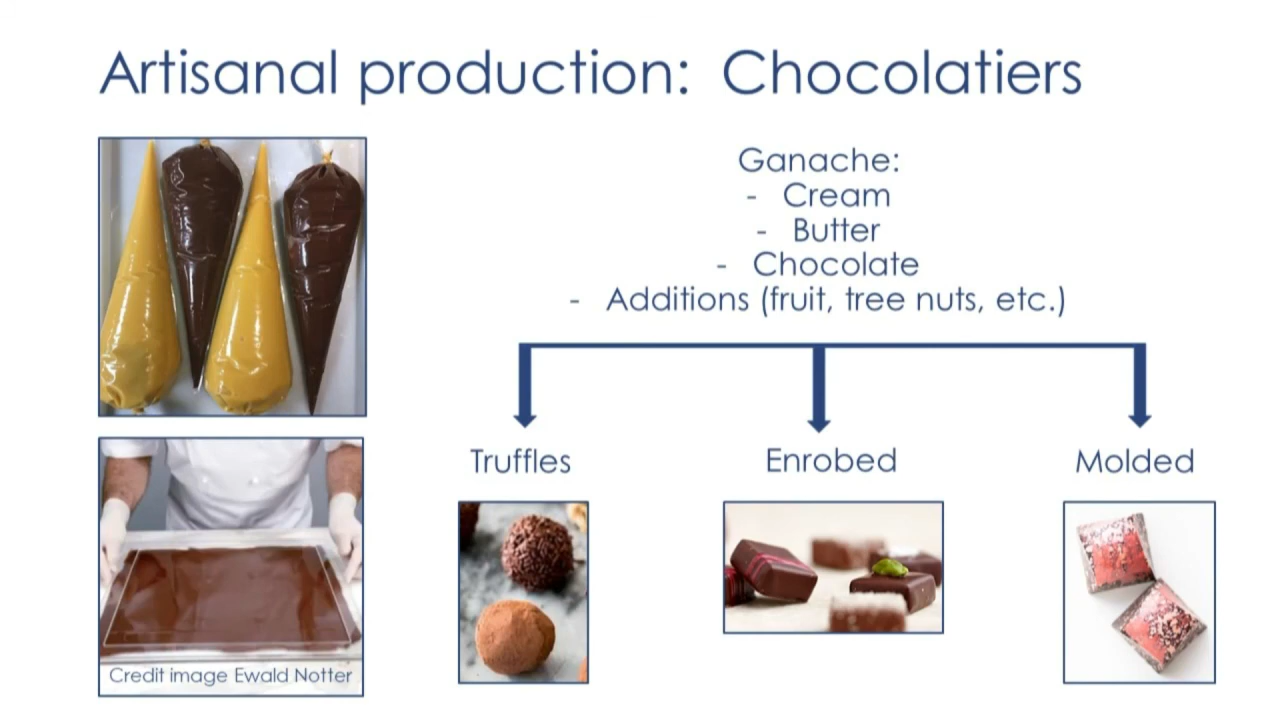 Artisanal production: Chocolatiers
Ganache:
- Cream
- Butter
- Chocolate
- Additions (fruit, tree nuts, etc.)
Truffles
Enrobed
Molded
Credit image Ewald Notter